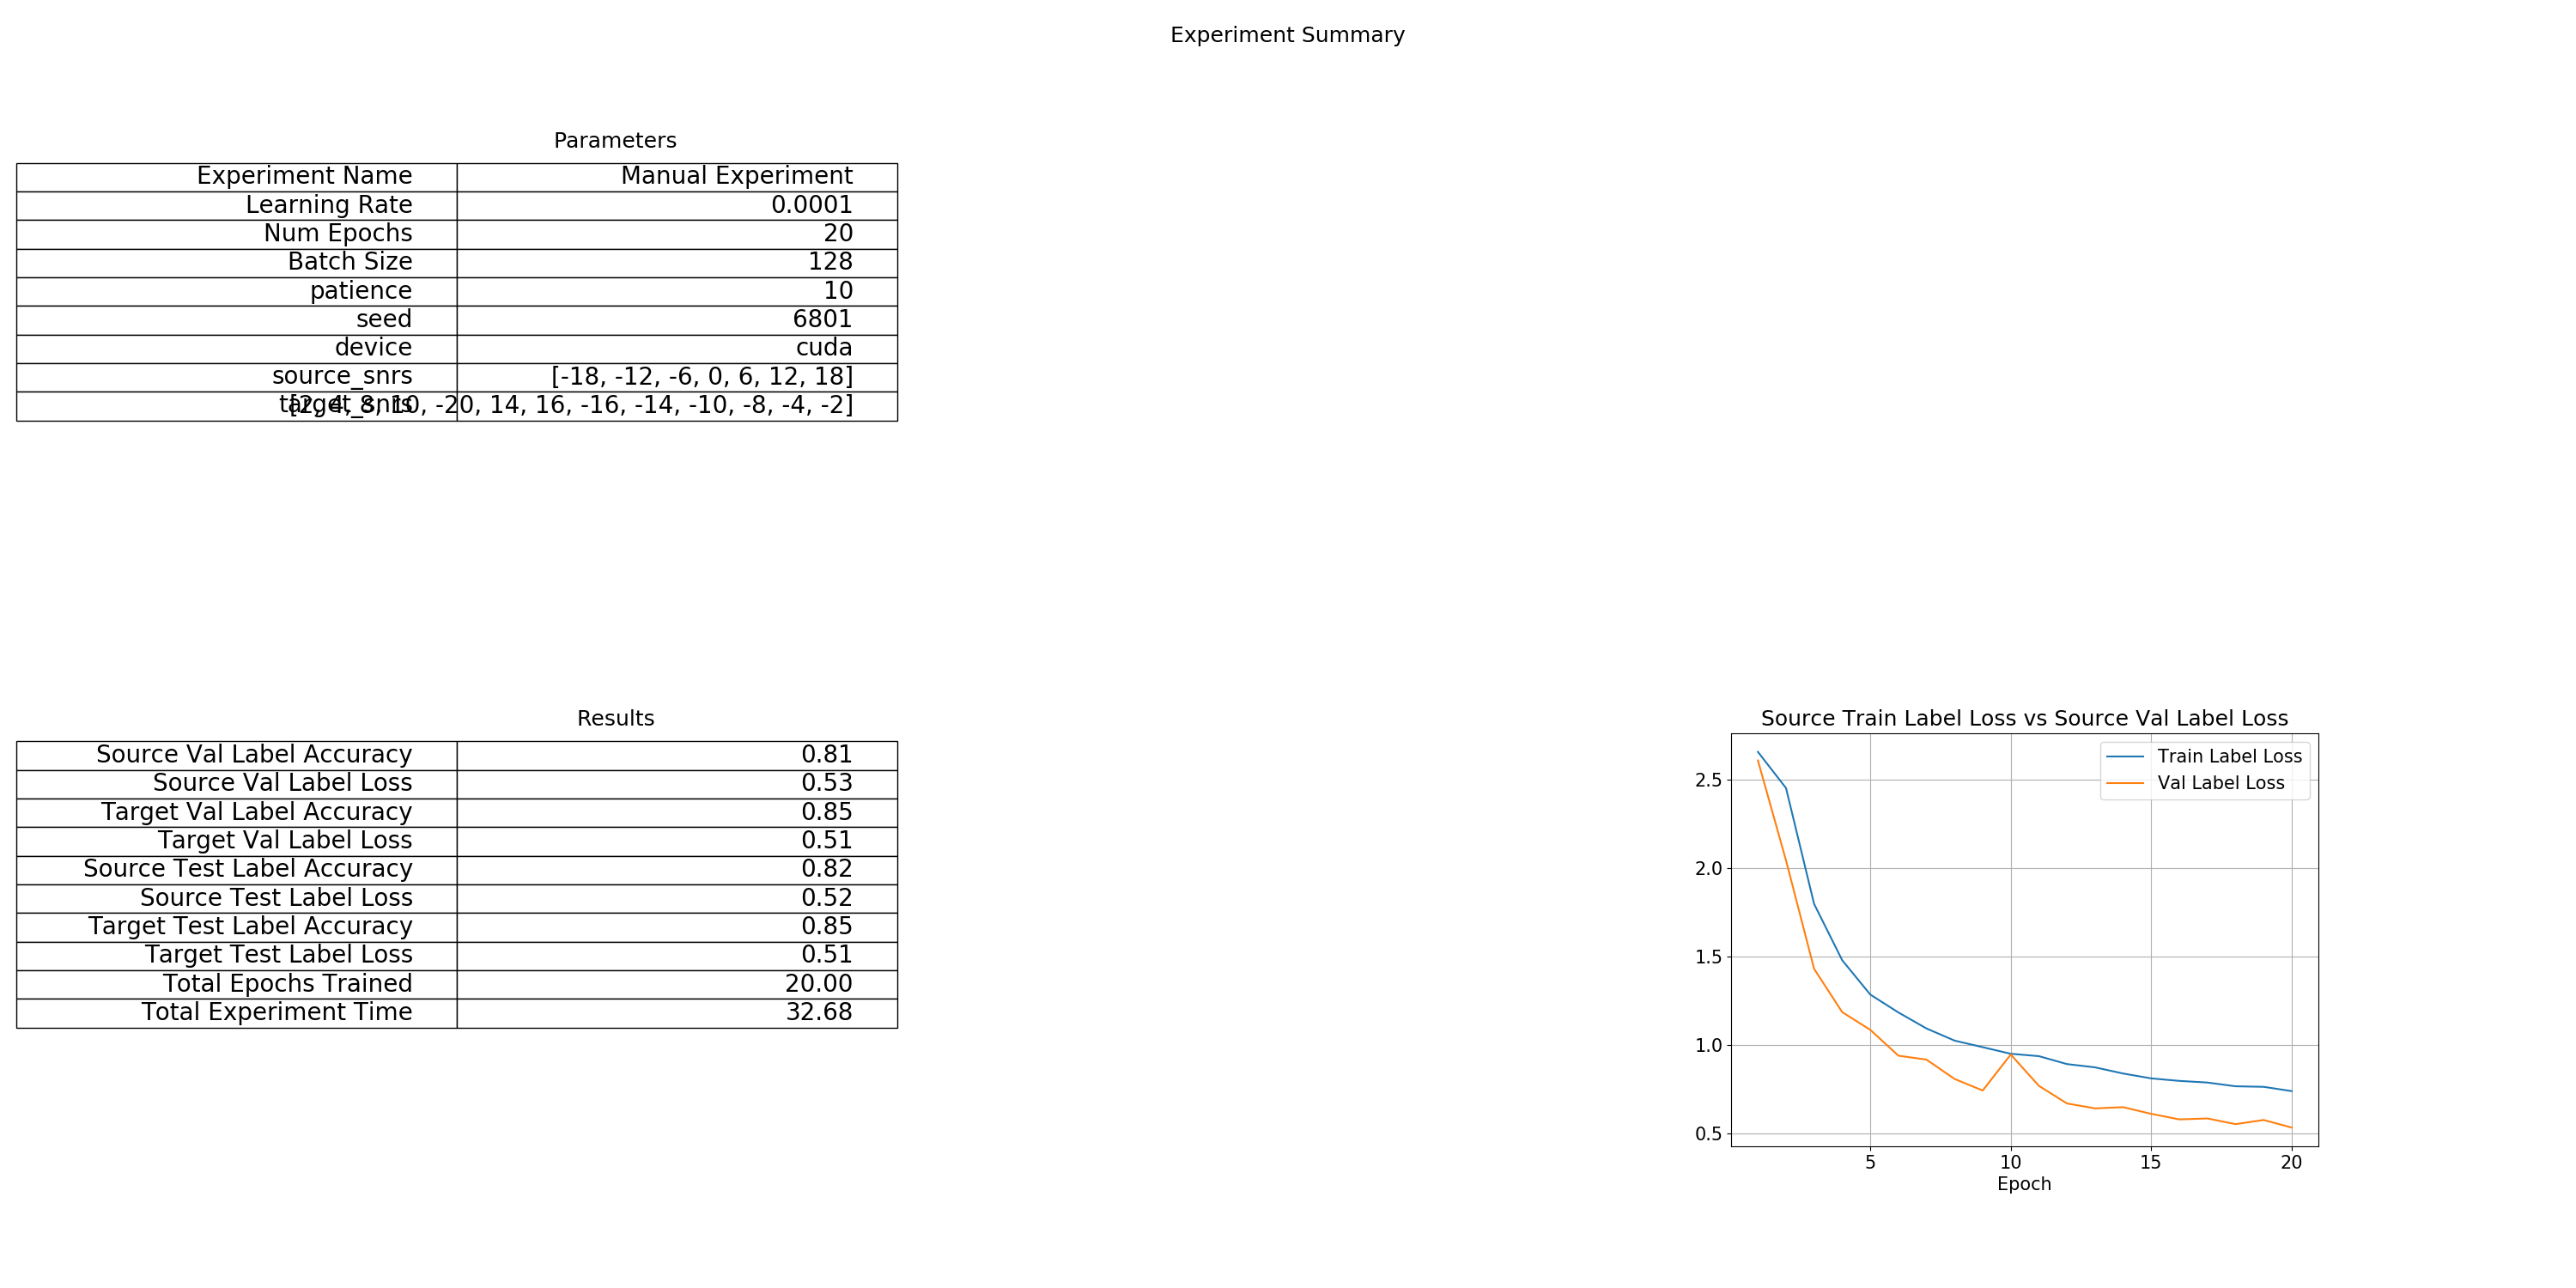 Experiment Summary
Parameters
Experiment Name Manual Experiment
Learning Rate 0.0001
Num Epochs 20
Batch Size 128
patience 10
seed 6801
device cuda
source_snrs [-18, -12, -6, 0, 6, 12, 18]
target_snrs [2, 4, 8, 10, -20, 14, 16, -16, -14, -10, -8, -4, -2]
Results
Source Val Label Accuracy 0.81
Source Val Label Loss 0.53
Target Val Label Accuracy 0.85
Target Val Label Loss 0.51
Source Test Label Accuracy 0.82
Source Test Label Loss 0.52
Target Test Label Accuracy 0.85
Target Test Label Loss 0.51
Total Epochs Trained 20.00
Total Experiment Time 32.68
Source Train Label Loss vs Source Val Label Loss
Train Label Loss
Val Label Loss
2.5
2.0
1.5
1.0
0.5
5 10 15 20
Epoch